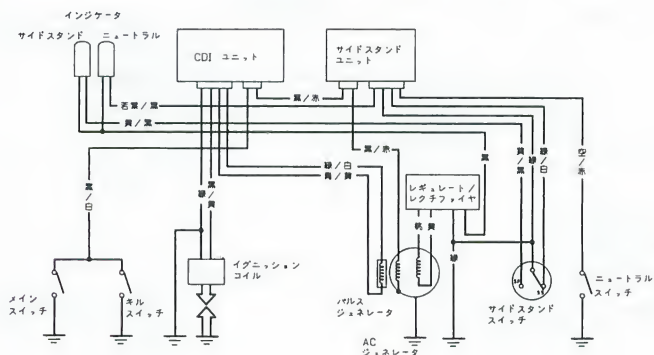 インジケータ
サイドスタンド ニュートラル
CDI ユニット
サイドスタンド
ユニット
黒/赤
若葉/黒
黄/黒
黒/赤
緑/白
黒
黒/白
緑
黒/黄
レギュレート/
レクチファイヤ
黄/黒
緑
緑/白
空/赤
桃
黄
緑
メイン
スイッチ
キル
スイッチ
イグニッション
コイル
パルス
ジェネレータ
AC
ジェネレータ
サイドスタンド
スイッチ
ニュートラル
スイッチ